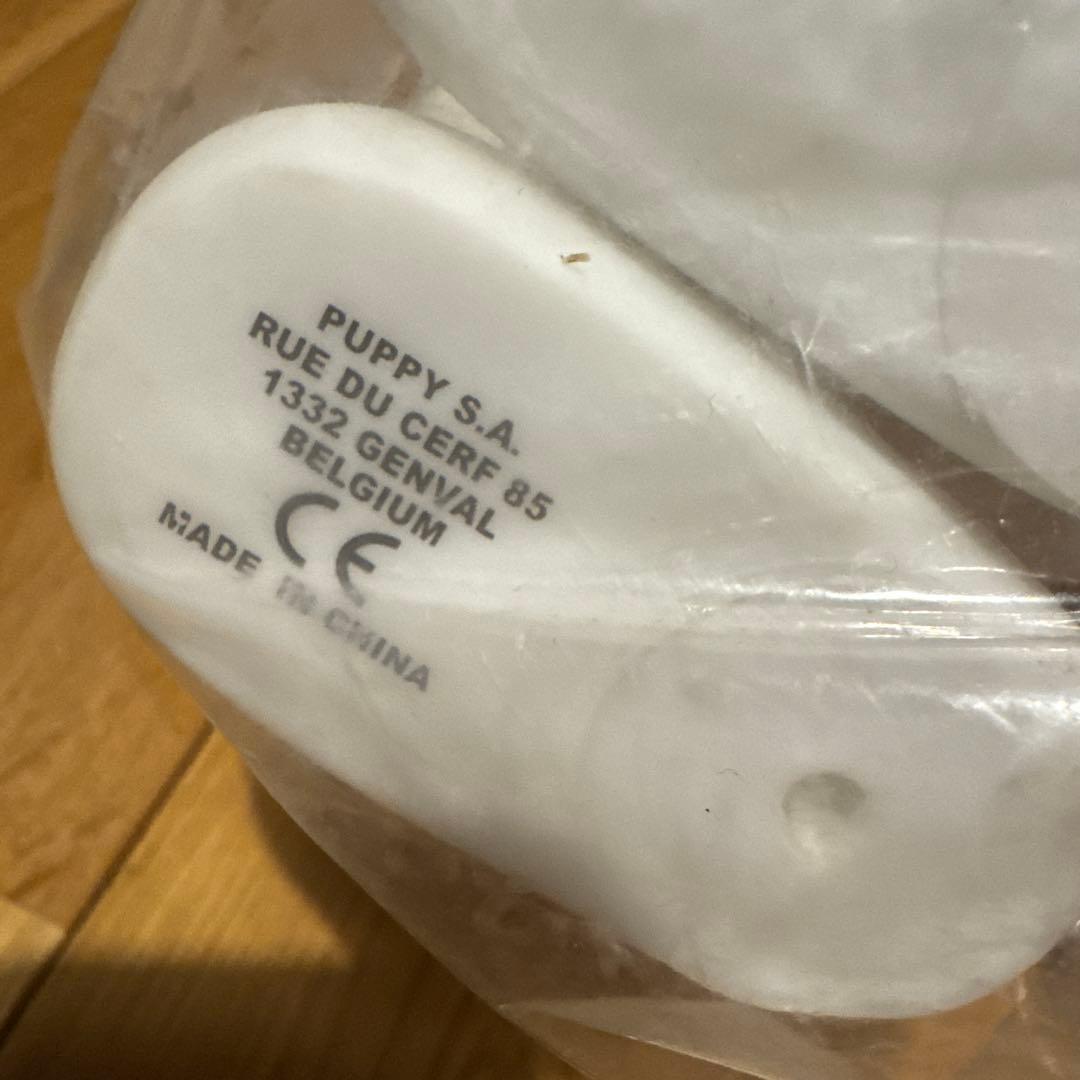 PUPPY S.A.
RUE DU CERF 85
1332 GENVAL
BELGIUM
CE
MADE IN CHINA